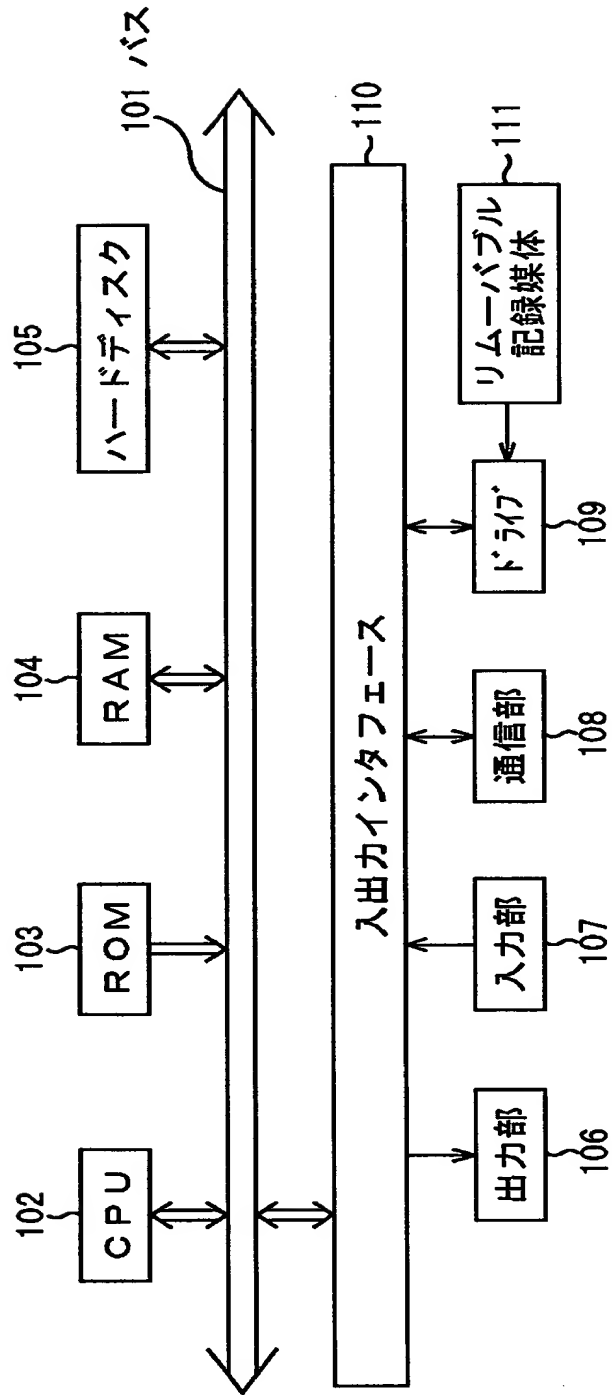 101 バス
102
CPU
103
ROM
104
RAM
105
ハードディスク
入出力インタフェース
110
出力部
106
入力部
107
通信部
108
ドライブ
109
リムーバブル
記録媒体
111